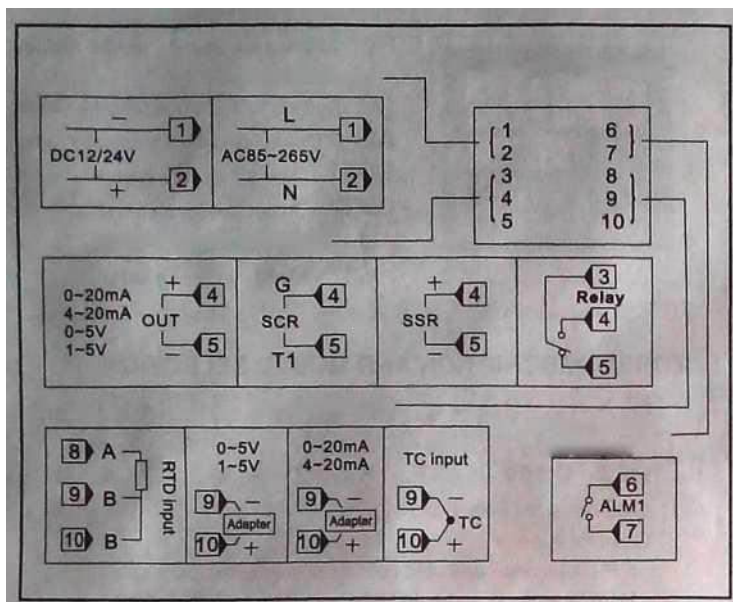 − 1
DC12/24V
+ 2
L 1
AC85~265V
N 2
1 6
2 7
3 8
4 9
5 10
0~20mA
4~20mA
0~5V
1~5V
+ 4
OUT
− 5
G 4
SCR
T1 5
+ 4
SSR
− 5
3
Relay
4
5
8 A
9 B
10 B
RTD Input
0~5V
1~5V
9 −
Adapter
10 +
0~20mA
4~20mA
9 −
Adapter
10 +
TC input
9 −
TC
10 +
6
ALM1
7